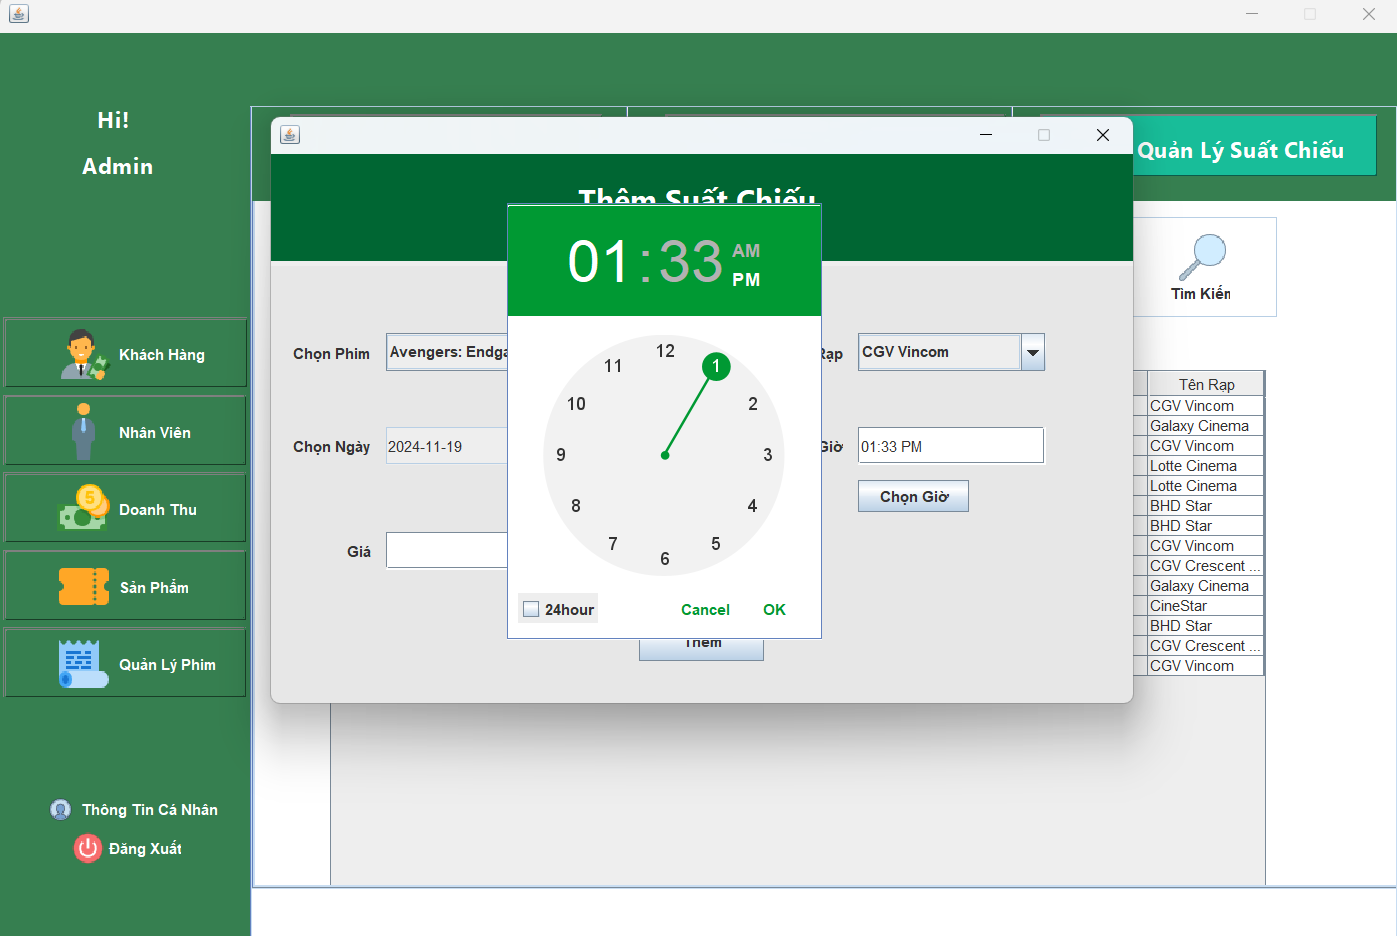 Hi!
Admin
Khách Hàng
Nhân Viên
Doanh Thu
Sản Phẩm
Quản Lý Phim
Thông Tin Cá Nhân
Đăng Xuất
Quản Lý Suất Chiếu
Tìm Kiến
Thêm Suất Chiếu
Chọn Phim
Avengers: Endga
Rạp
CGV Vincom
Chọn Ngày
2024-11-19
Giờ
01:33 PM
Chọn Giờ
Giá
Thêm
01:33
AM
PM
12
1
2
3
4
5
6
7
8
9
10
11
24hour
Cancel
OK
Tên Rạp
CGV Vincom
Galaxy Cinema
CGV Vincom
Lotte Cinema
Lotte Cinema
BHD Star
BHD Star
CGV Vincom
CGV Crescent ...
Galaxy Cinema
CineStar
BHD Star
CGV Crescent ...
CGV Vincom